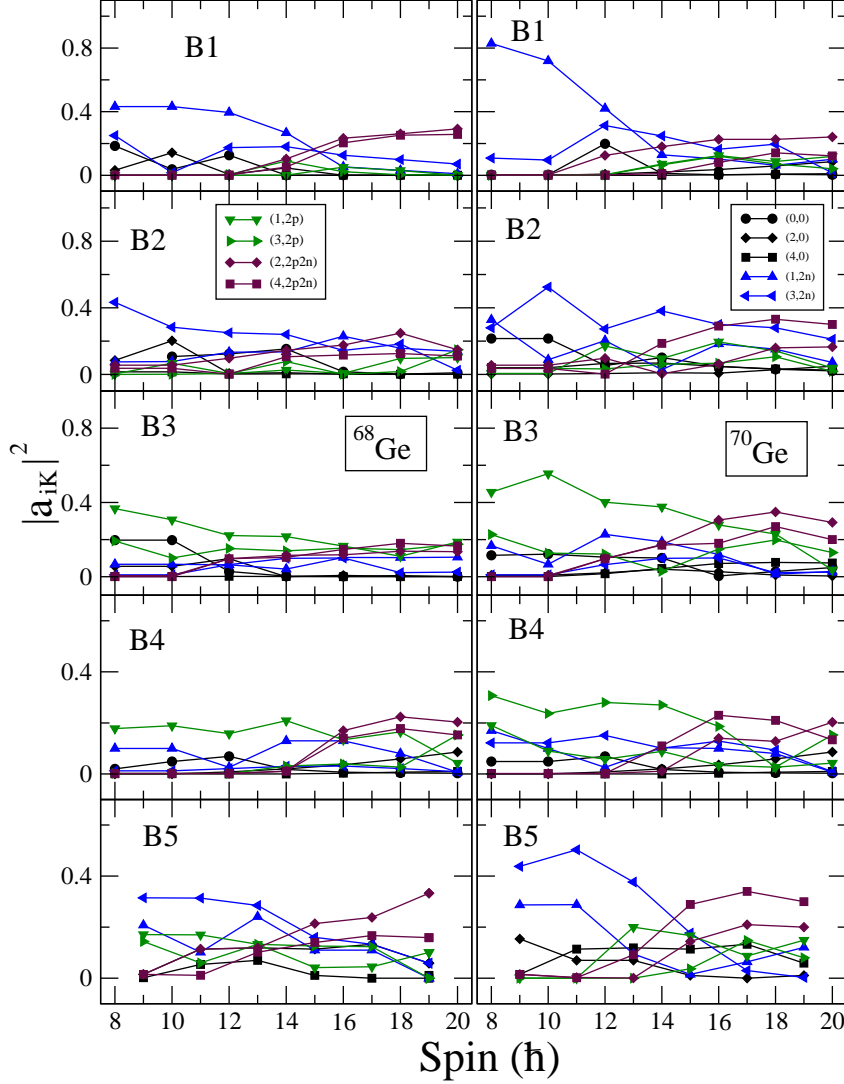 B1 B1
0.8
0.4
0
B2 B2
(1,2p)
(3,2p)
(2,2p2n)
(4,2p2n)
(0,0)
(2,0)
(4,0)
(1,2n)
(3,2n)
0.8
0.4
0
B3 B3
68Ge 70Ge
0.8
0.4
0
|a_iK|^2
B4 B4
0.4
0
B5 B5
0.4
0
8 10 12 14 16 18 20 8 10 12 14 16 18 20
Spin (ħ)